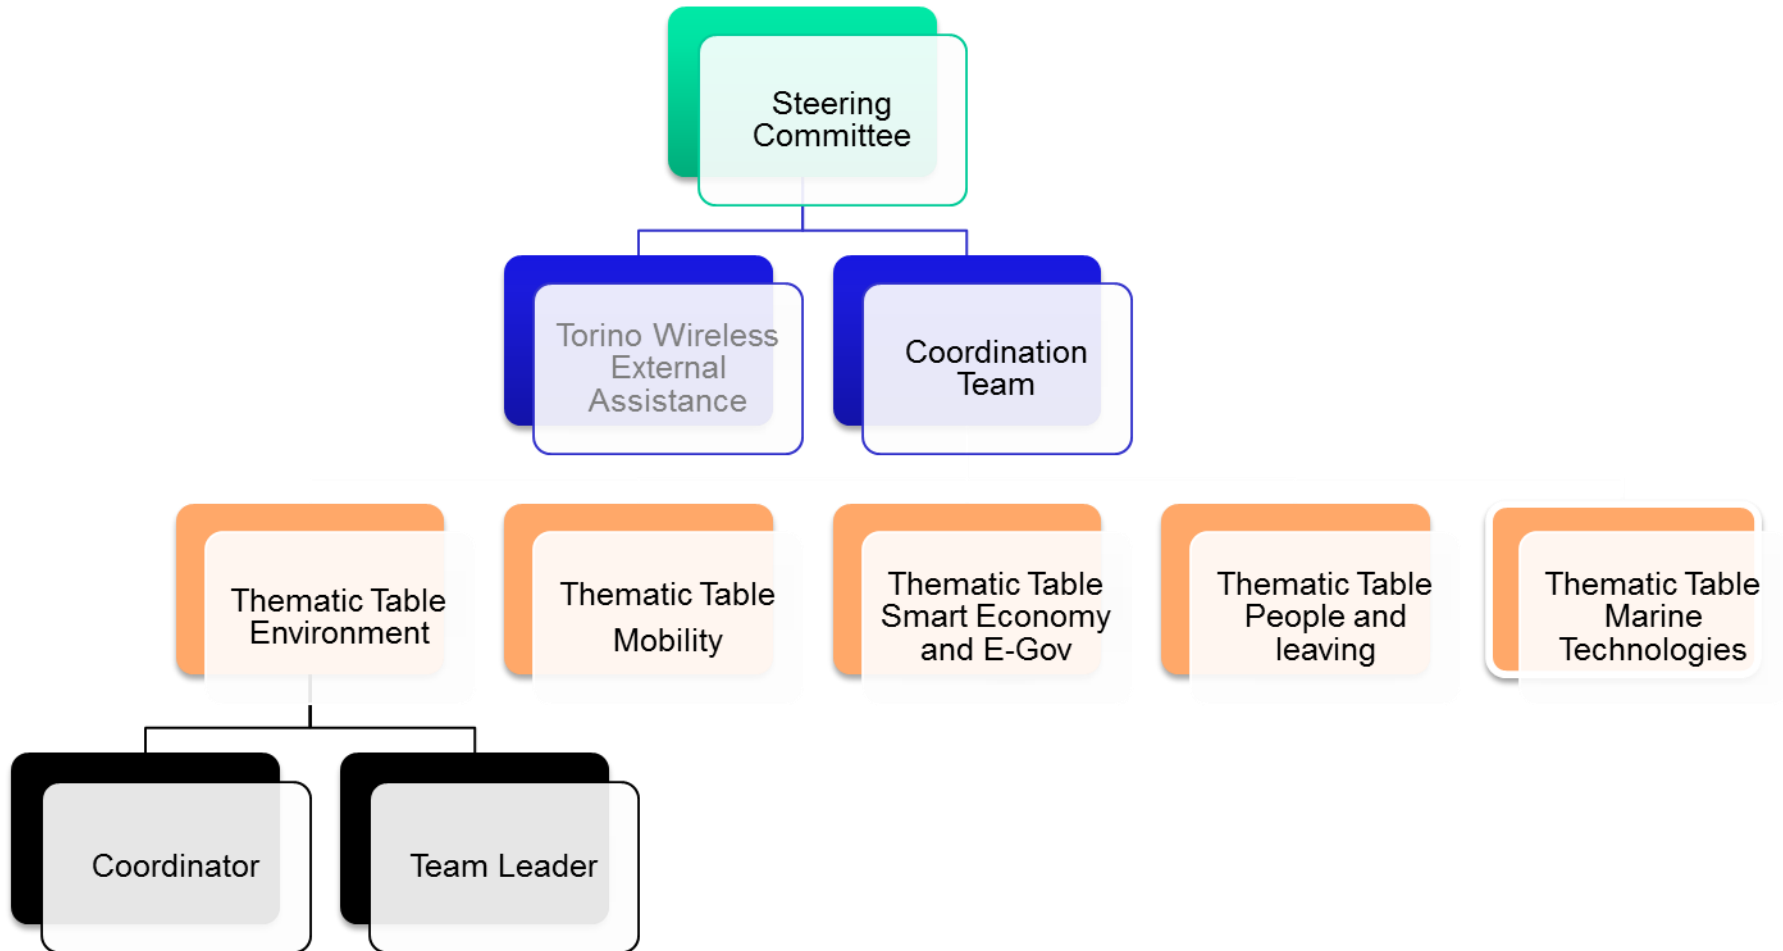 Steering
Committee
Torino Wireless
External
Assistance
Coordination
Team
Thematic Table
Environment
Thematic Table
Mobility
Thematic Table
Smart Economy
and E-Gov
Thematic Table
People and
leaving
Thematic Table
Marine
Technologies
Coordinator
Team Leader